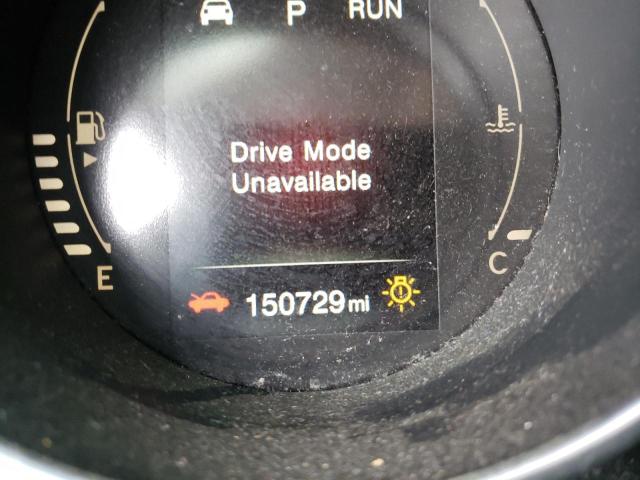 P RUN
Drive Mode
Unavailable
E C
150729 mi